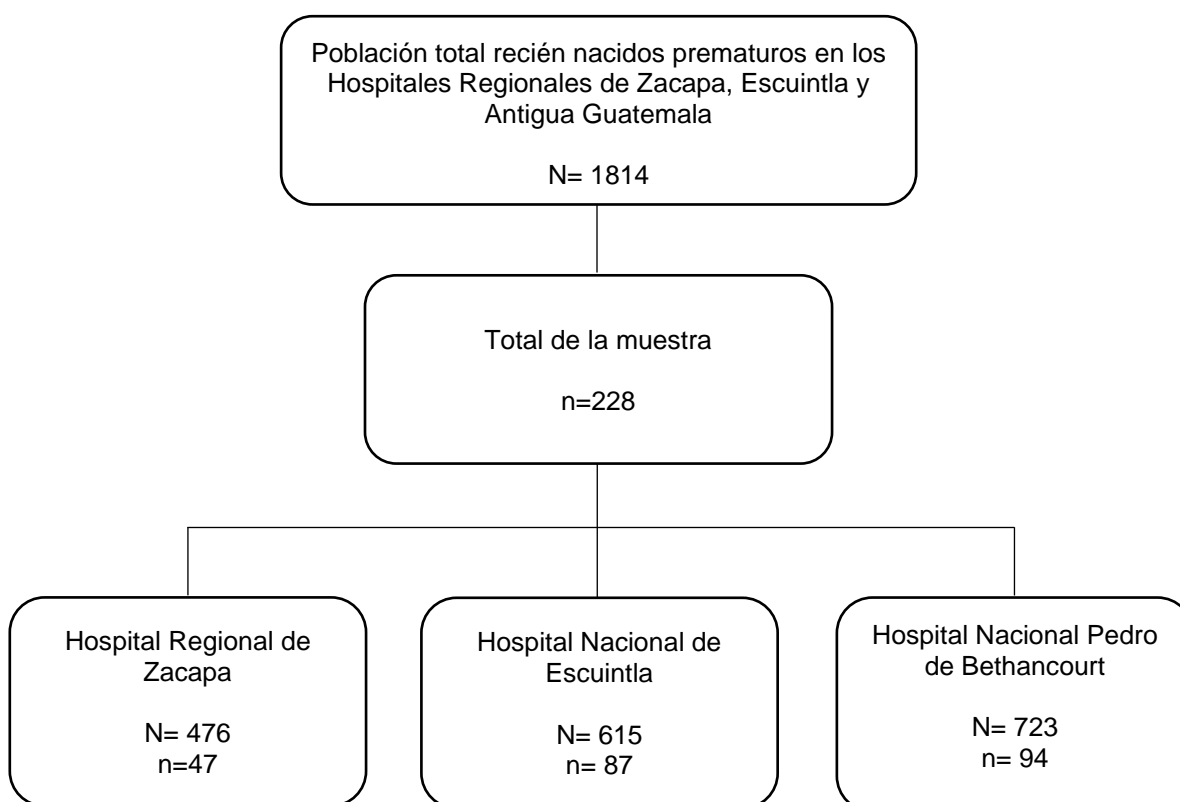 Población total recién nacidos prematuros en los
Hospitales Regionales de Zacapa, Escuintla y
Antigua Guatemala
N= 1814
Total de la muestra
n=228
Hospital Regional de
Zacapa
N= 476
n=47
Hospital Nacional de
Escuintla
N= 615
n= 87
Hospital Nacional Pedro
de Bethancourt
N= 723
n= 94